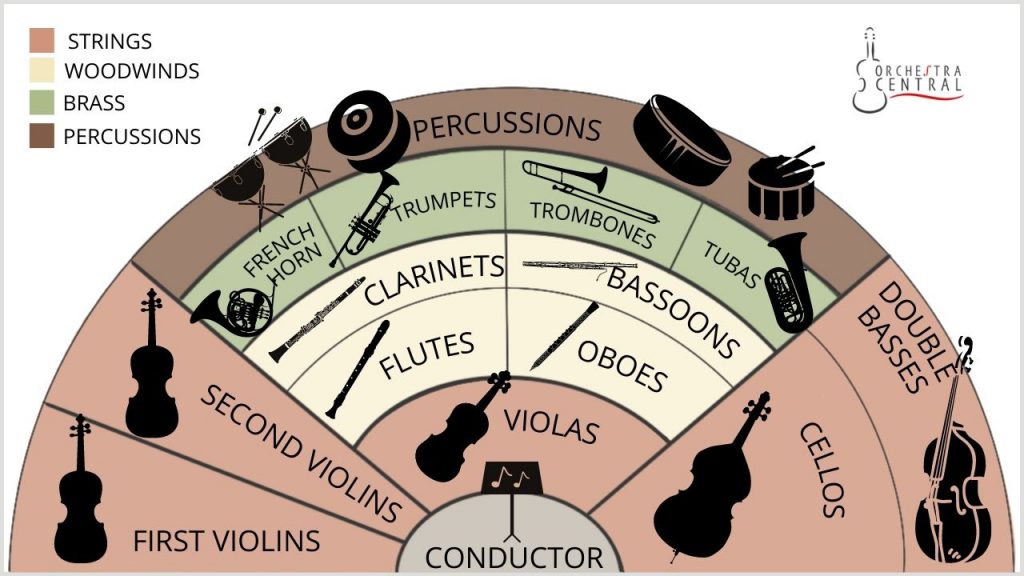 STRINGS
WOODWINDS
BRASS
PERCUSSIONS
ORCHESTRA
CENTRAL
PERCUSSIONS
FRENCH
HORN
TRUMPETS
TROMBONES
TUBAS
CLARINETS
BASSOONS
FLUTES
OBOES
SECOND VIOLINS
FIRST VIOLINS
VIOLAS
CELLOS
DOUBLE
BASSES
CONDUCTOR